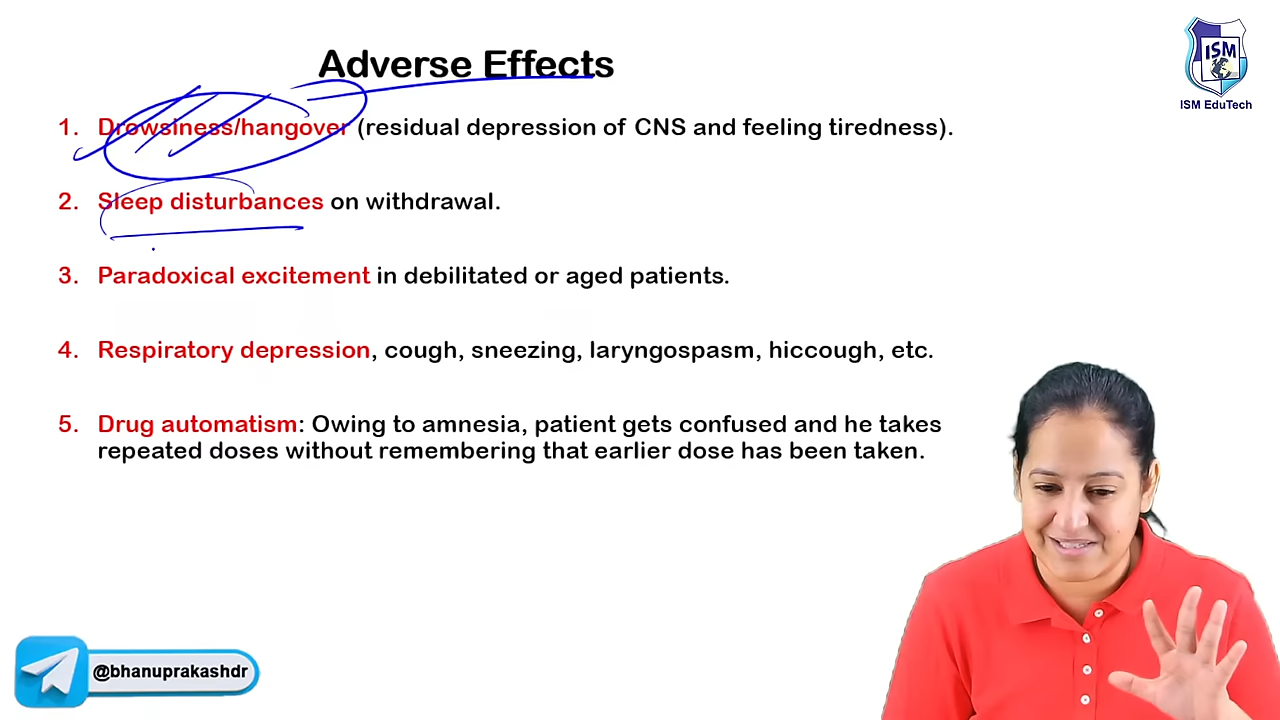 Adverse Effects
ISM
ISM EduTech
1. Drowsiness/hangover (residual depression of CNS and feeling tiredness).
2. Sleep disturbances on withdrawal.
3. Paradoxical excitement in debilitated or aged patients.
4. Respiratory depression, cough, sneezing, laryngospasm, hiccough, etc.
5. Drug automatism: Owing to amnesia, patient gets confused and he takes
repeated doses without remembering that earlier dose has been taken.
@bhanuprakashdr